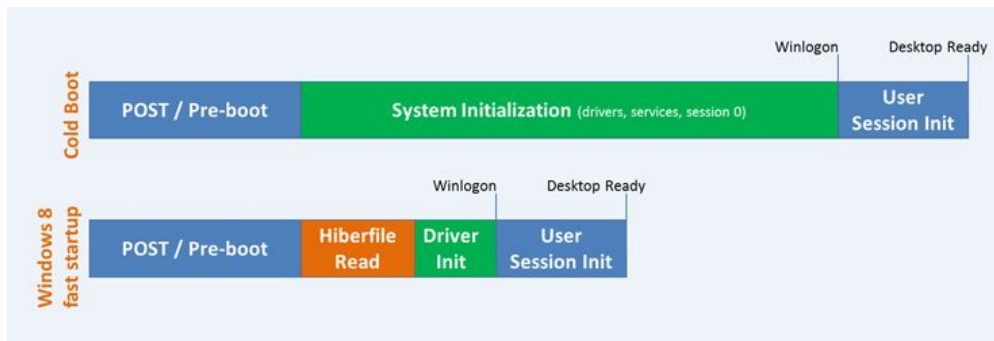 Winlogon
Desktop Ready
Cold Boot
POST / Pre-boot
System Initialization (drivers, services, session 0)
User
Session Init
Winlogon
Desktop Ready
Windows 8
fast startup
POST / Pre-boot
Hiberfile
Read
Driver
Init
User
Session Init